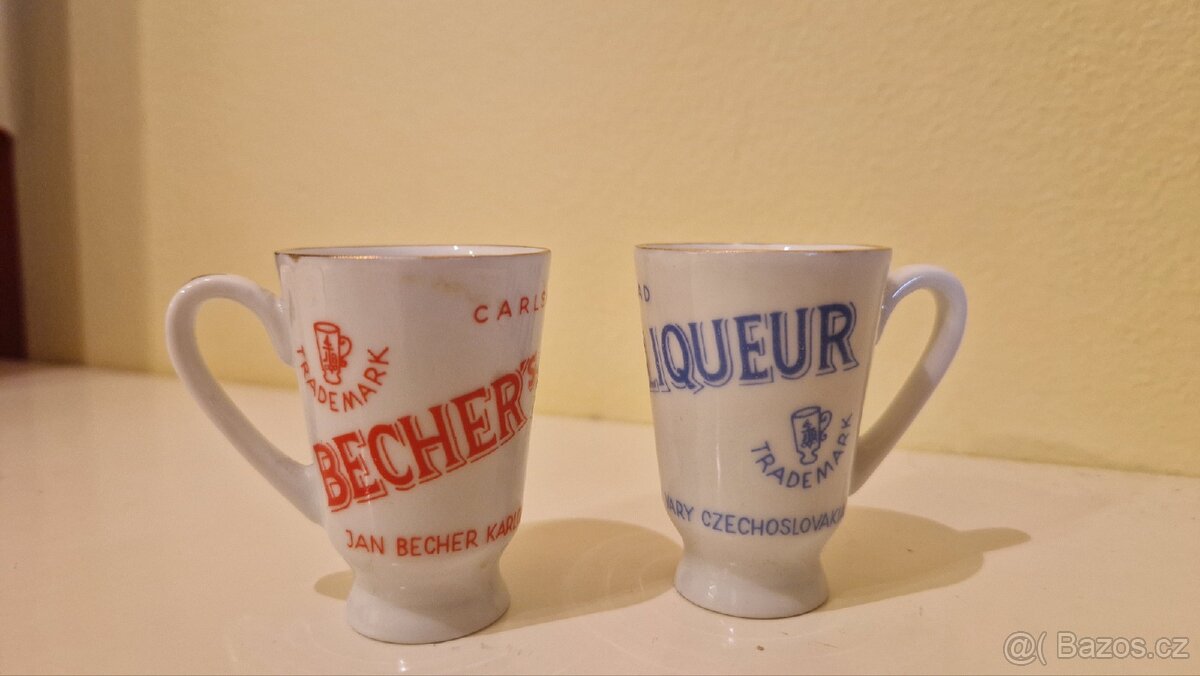 CARLS
TRADEMARK
BECHER'S
JAN BECHER KARL
AD
LIQUEUR
TRADEMARK
VARY CZECHOSLOVAKIA
@( Bazos.cz